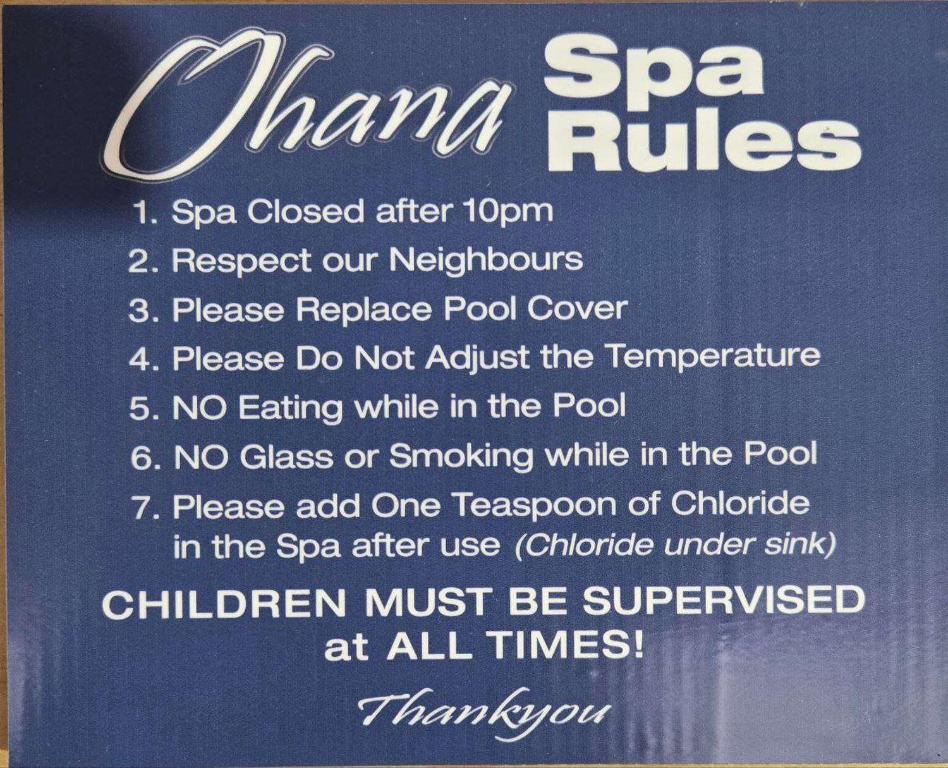 Ohana Spa Rules
1. Spa Closed after 10pm
2. Respect our Neighbours
3. Please Replace Pool Cover
4. Please Do Not Adjust the Temperature
5. NO Eating while in the Pool
6. NO Glass or Smoking while in the Pool
7. Please add One Teaspoon of Chloride
in the Spa after use (Chloride under sink)
CHILDREN MUST BE SUPERVISED
at ALL TIMES!
Thankyou